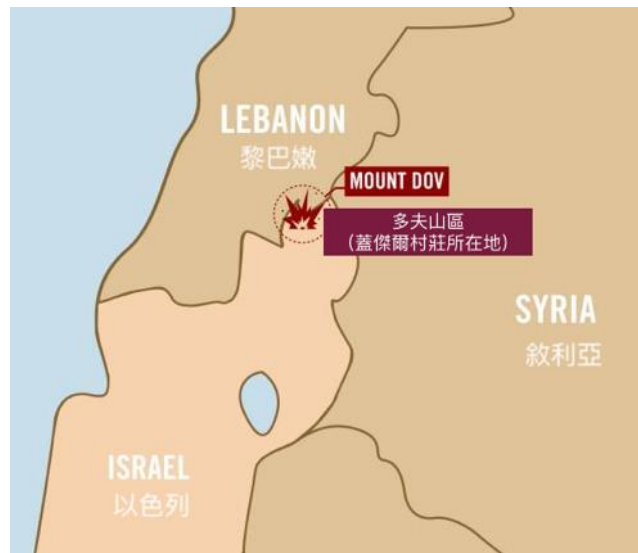 LEBANON
黎巴嫩
MOUNT DOV
多夫山區
(蓋傑爾村莊所在地)
SYRIA
敘利亞
ISRAEL
以色列